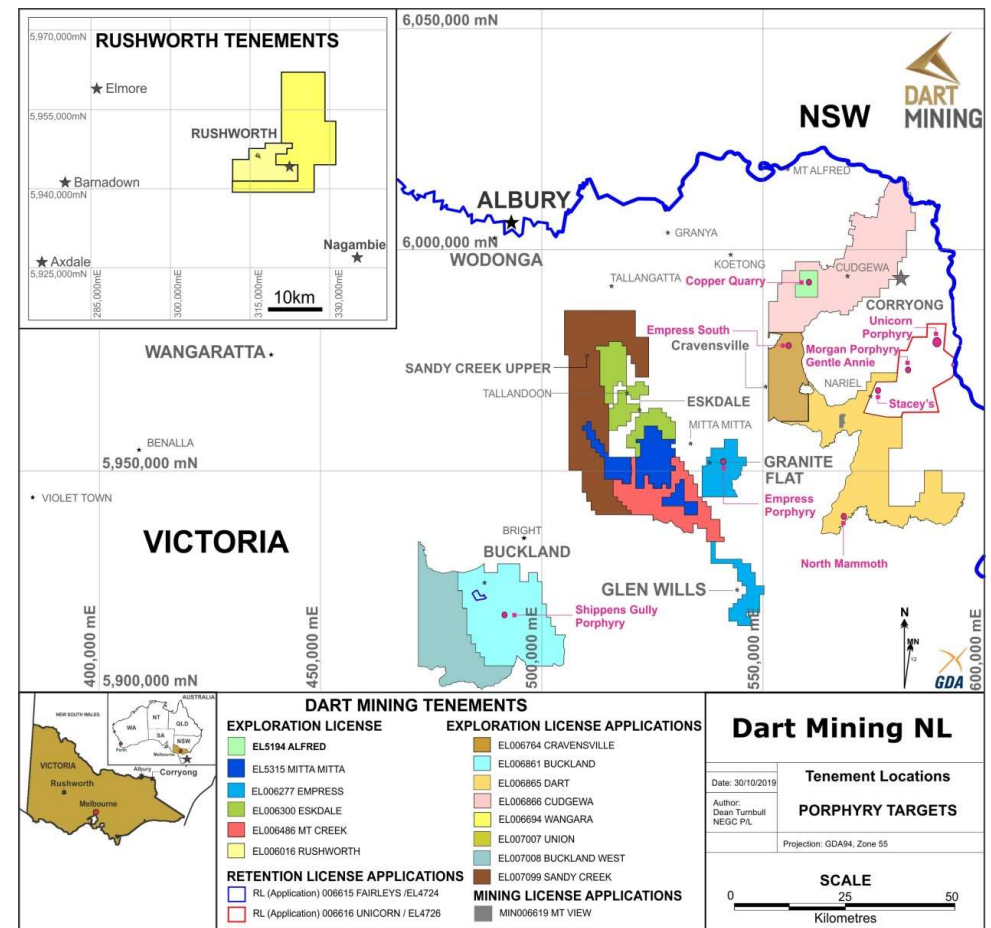 RUSHWORTH TENEMENTS
5,970,000mN
Elmore
5,955,000mN
RUSHWORTH
Barnadown
5,940,000mN
Nagambie
Axdale
5,925,000mN
285,000mE
300,000mE
315,000mE
330,000mE
10km
6,050,000 mN
DART
MINING
NSW
MT ALFRED
ALBURY
GRANYA
6,000,000 mN
WODONGA
KOETONG
TALLANGATTA
CUDGEWA
Copper Quarry
CORRYONG
Unicorn
Porphyry
Empress South
Cravensville
Morgan Porphyry
Gentle Annie
WANGARATTA
SANDY CREEK UPPER
NARIEL
TALLANDOON
ESKDALE
Stacey's
MITTA MITTA
BENALLA
5,950,000 mN
GRANITE
FLAT
VIOLET TOWN
Empress
Porphyry
VICTORIA
BRIGHT
BUCKLAND
North Mammoth
GLEN WILLS
Shippens Gully
Porphyry
400,000 mE
450,000 mE
500,000 mE
550,000 mE
600,000 mE
5,900,000 mN
N
MN
12
GDA
NEW SOUTH WALES
AUSTRALIA
WA
NT
QLD
SA
NSW
Perth
Melbourne
VICTORIA
Albury
Corryong
Rushworth
Melbourne
DART MINING TENEMENTS
EXPLORATION LICENSE
EL5194 ALFRED
EL5315 MITTA MITTA
EL006277 EMPRESS
EL006300 ESKDALE
EL006486 MT CREEK
EL006016 RUSHWORTH
RETENTION LICENSE APPLICATIONS
RL (Application) 006615 FAIRLEYS /EL4724
RL (Application) 006616 UNICORN / EL4726
EXPLORATION LICENSE APPLICATIONS
EL006764 CRAVENSVILLE
EL006861 BUCKLAND
EL006865 DART
EL006866 CUDGEWA
EL006694 WANGARA
EL007007 UNION
EL007008 BUCKLAND WEST
EL007099 SANDY CREEK
MINING LICENSE APPLICATIONS
MIN006619 MT VIEW
Dart Mining NL
Date: 30/10/2019
Author:
Dean Turnbull
NEGC P/L
Tenement Locations
PORPHYRY TARGETS
Projection: GDA94, Zone 55
SCALE
0 25 50
Kilometres